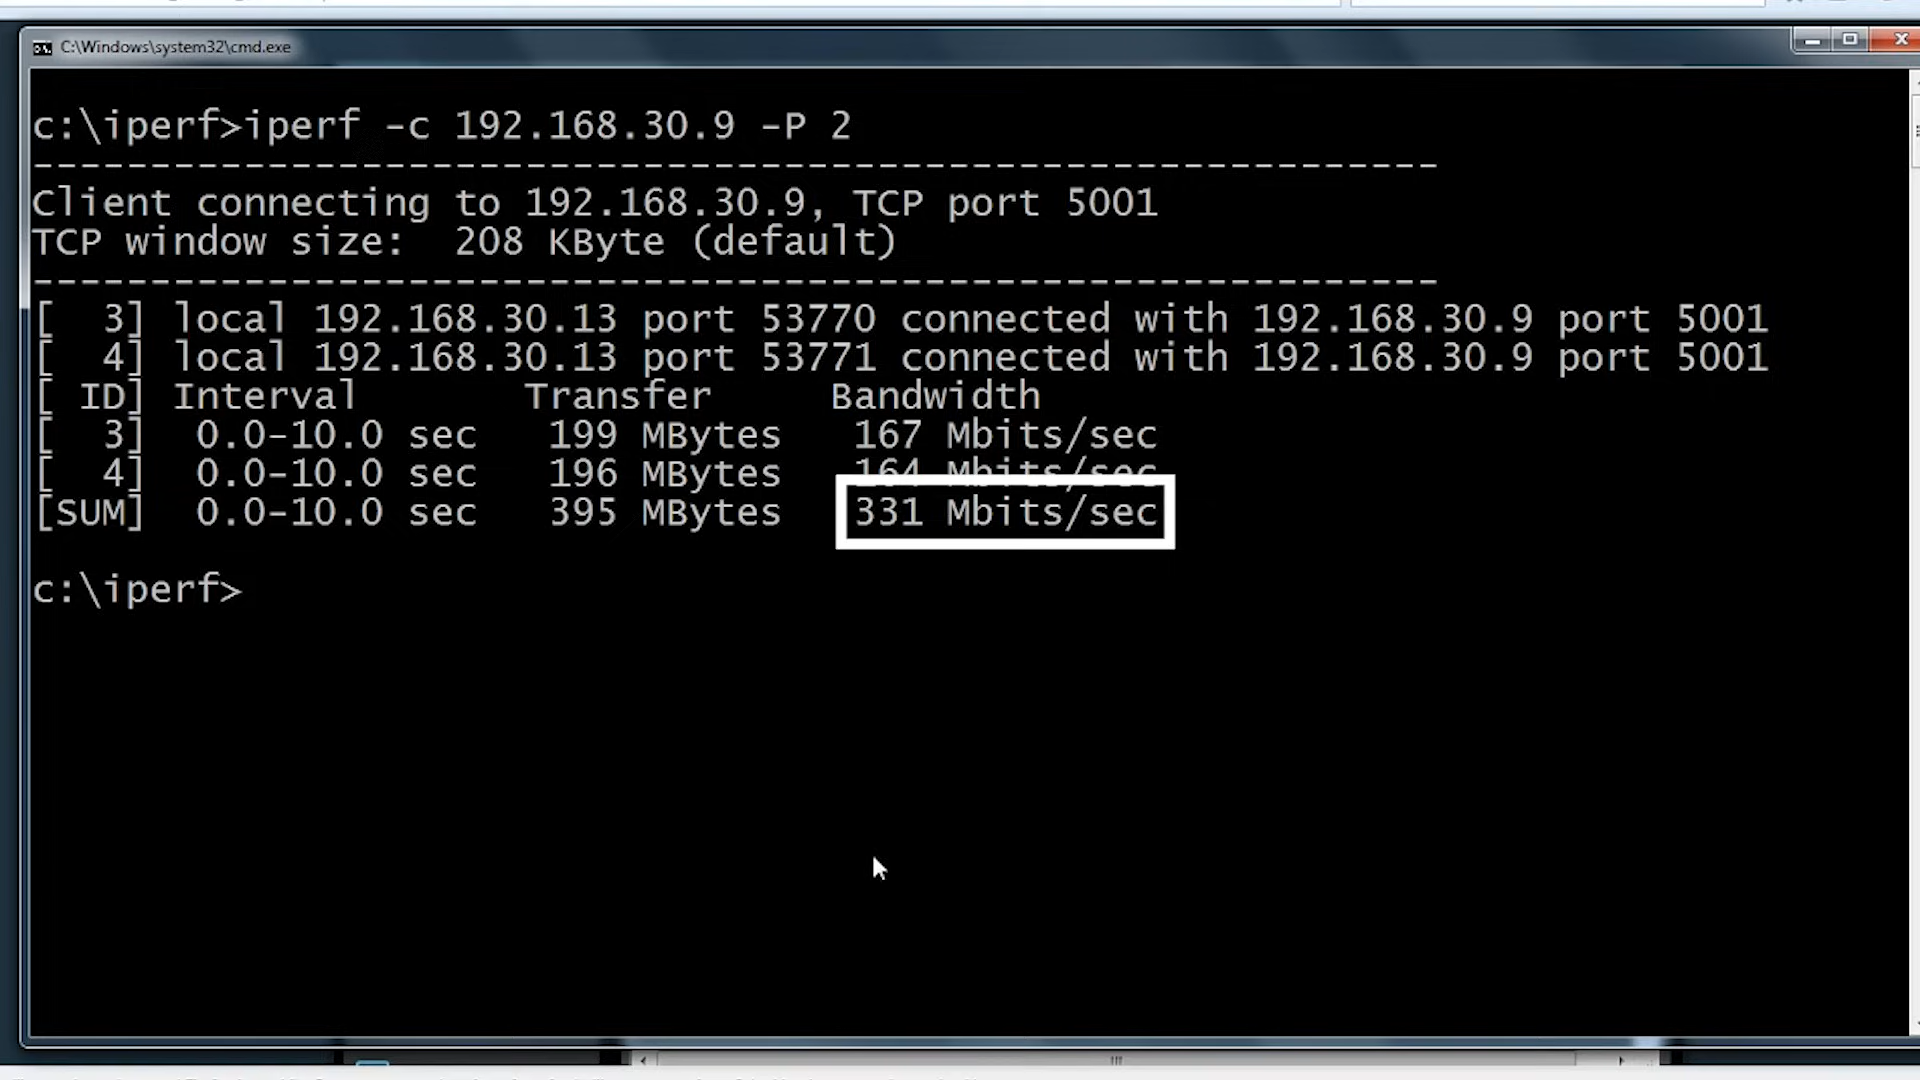 C:\Windows\system32\cmd.exe
c:\iperf>iperf -c 192.168.30.9 -P 2
------------------------------------------------------------
Client connecting to 192.168.30.9, TCP port 5001
TCP window size:  208 KByte (default)
------------------------------------------------------------
[  3] local 192.168.30.13 port 53770 connected with 192.168.30.9 port 5001
[  4] local 192.168.30.13 port 53771 connected with 192.168.30.9 port 5001
[ ID] Interval       Transfer     Bandwidth
[  3]  0.0-10.0 sec   199 MBytes   167 Mbits/sec
[  4]  0.0-10.0 sec   196 MBytes   164 Mbits/sec
[SUM]  0.0-10.0 sec   395 MBytes   331 Mbits/sec
c:\iperf>